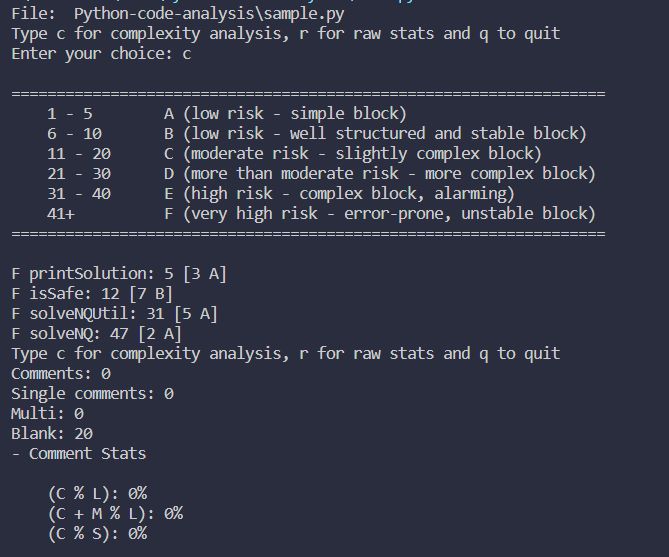 File:  Python-code-analysis\sample.py
Type c for complexity analysis, r for raw stats and q to quit
Enter your choice: c
==================================================================
    1 - 5        A (low risk - simple block)
    6 - 10       B (low risk - well structured and stable block)
    11 - 20      C (moderate risk - slightly complex block)
    21 - 30      D (more than moderate risk - more complex block)
    31 - 40      E (high risk - complex block, alarming)
    41+          F (very high risk - error-prone, unstable block)
==================================================================
F printSolution: 5 [3 A]
F isSafe: 12 [7 B]
F solveNQUtil: 31 [5 A]
F solveNQ: 47 [2 A]
Type c for complexity analysis, r for raw stats and q to quit
Comments: 0
Single comments: 0
Multi: 0
Blank: 20
- Comment Stats
    (C % L): 0%
    (C + M % L): 0%
    (C % S): 0%